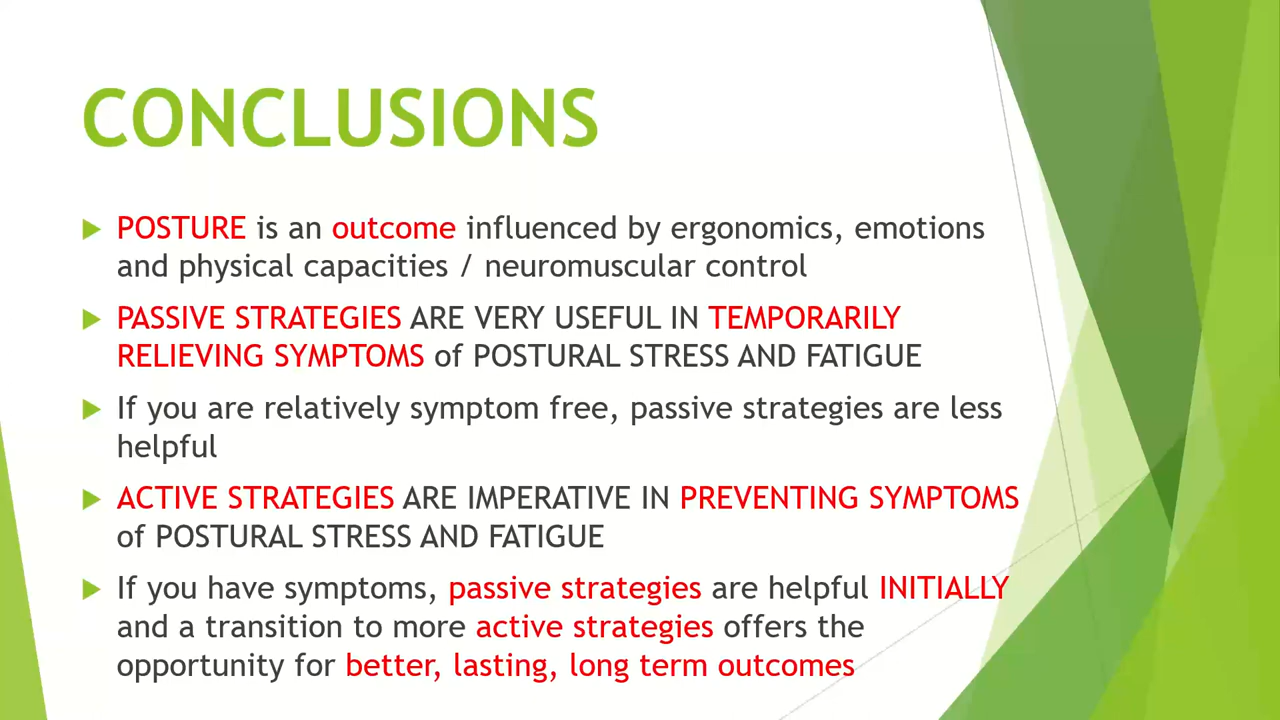 CONCLUSIONS
POSTURE is an outcome influenced by ergonomics, emotions
and physical capacities / neuromuscular control
PASSIVE STRATEGIES ARE VERY USEFUL IN TEMPORARILY
RELIEVING SYMPTOMS of POSTURAL STRESS AND FATIGUE
If you are relatively symptom free, passive strategies are less
helpful
ACTIVE STRATEGIES ARE IMPERATIVE IN PREVENTING SYMPTOMS
of POSTURAL STRESS AND FATIGUE
If you have symptoms, passive strategies are helpful INITIALLY
and a transition to more active strategies offers the
opportunity for better, lasting, long term outcomes